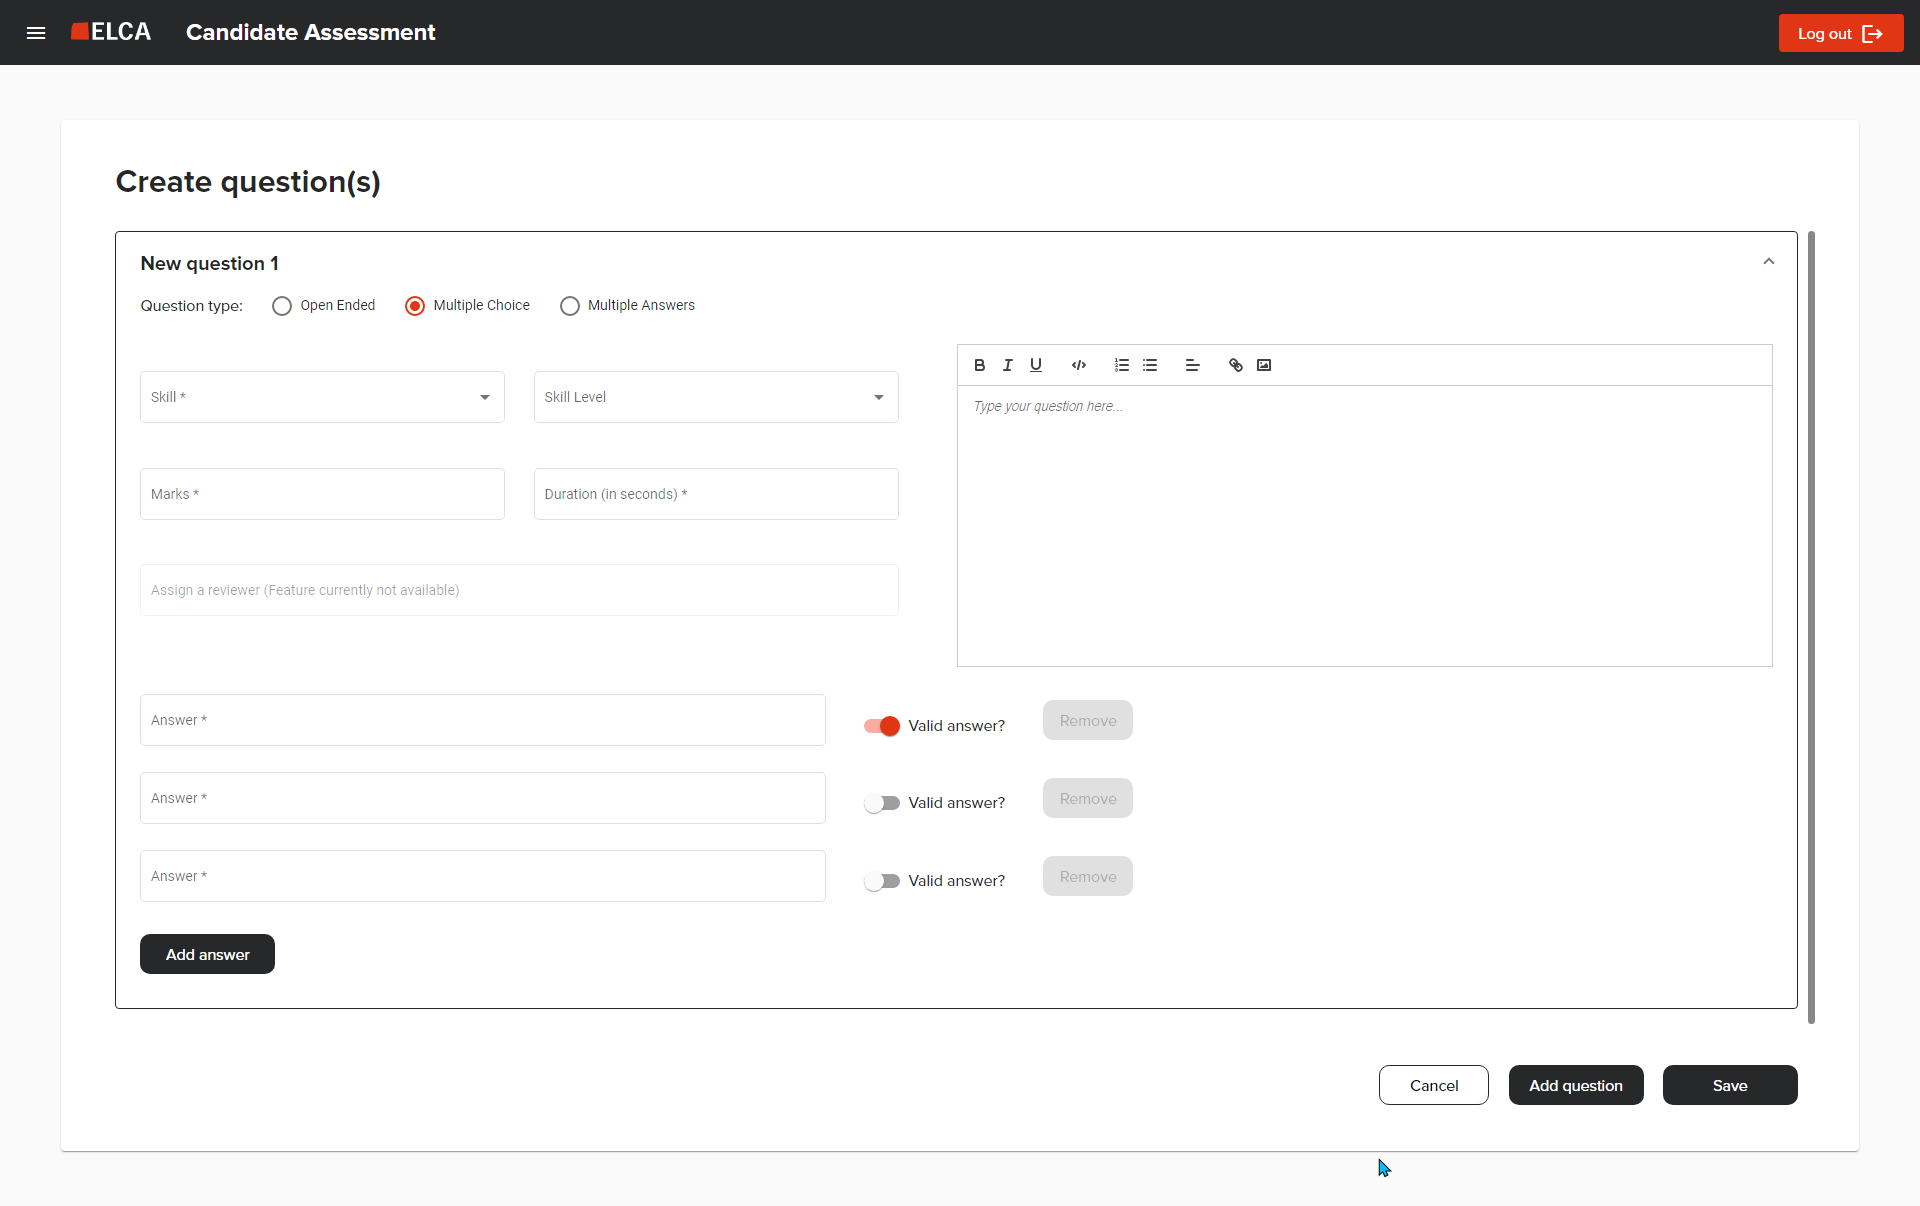 ELCA
Candidate Assessment
Log out
Create question(s)
New question 1
Question type:
Open Ended
Multiple Choice
Multiple Answers
Skill *
Skill Level
Marks *
Duration (in seconds) *
Assign a reviewer (Feature currently not available)
B I U
Type your question here...
Answer *
Valid answer?
Remove
Answer *
Valid answer?
Remove
Answer *
Valid answer?
Remove
Add answer
Cancel
Add question
Save